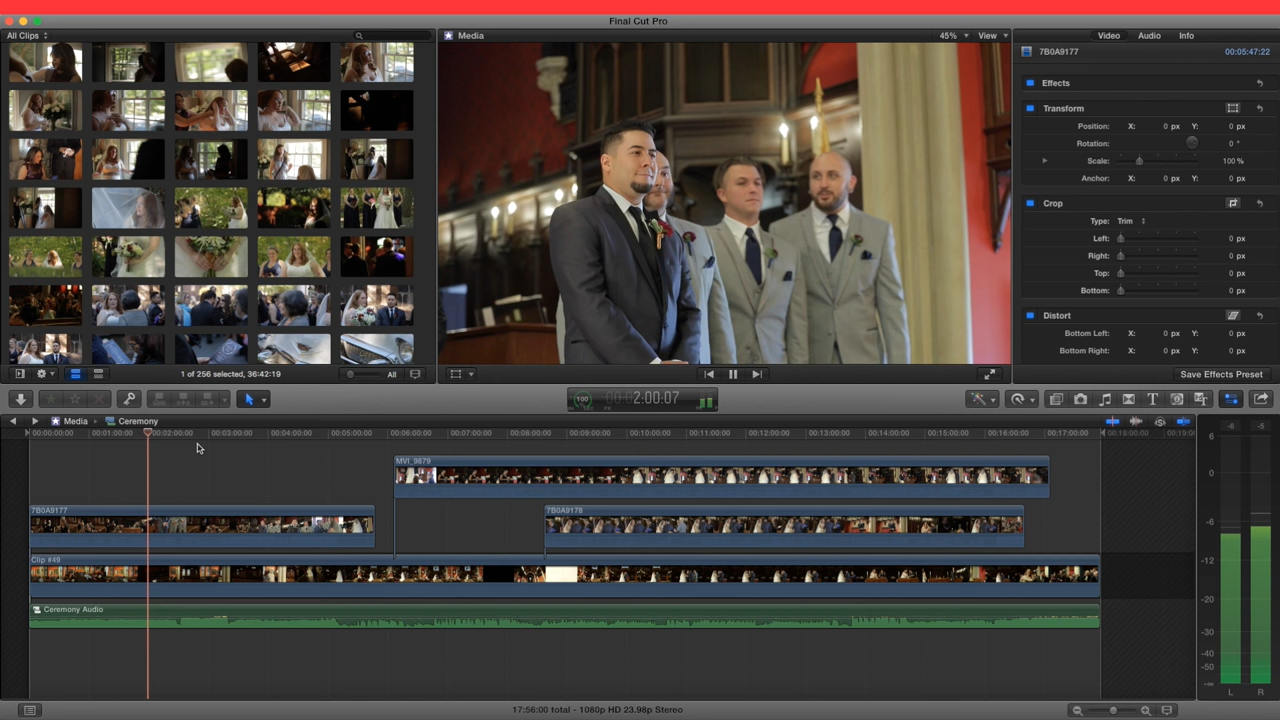 Final Cut Pro
All Clips
Media
45%
View
Video Audio Info
7B0A9177
00:05:47:22
Effects
Transform
Position: X: 0 px Y: 0 px
Rotation: 0 °
Scale: 100 %
Anchor: X: 0 px Y: 0 px
Crop
Type: Trim
Left: 0 px
Right: 0 px
Top: 0 px
Bottom: 0 px
Distort
Bottom Left: X: 0 px Y: 0 px
Bottom Right: X: 0 px Y: 0 px
1 of 256 selected, 36:42:19
All
Save Effects Preset
100
2:00:07
Media Ceremony
00:00:00:00 00:01:00:00 00:02:00:00 00:03:00:00 00:04:00:00 00:05:00:00 00:06:00:00 00:07:00:00 00:08:00:00 00:09:00:00 00:10:00:00 00:11:00:00 00:12:00:00 00:13:00:00 00:14:00:00 00:15:00:00 00:16:00:00 00:17:00:00 00:18:00:00
MVI_9679
7B0A9177
7B0A9178
Clip #49
Ceremony Audio
-6 -5
6
0
-6
-12
-20
-30
-40
-50
-∞
L R
17:56:00 total - 1080p HD 23.98p Stereo